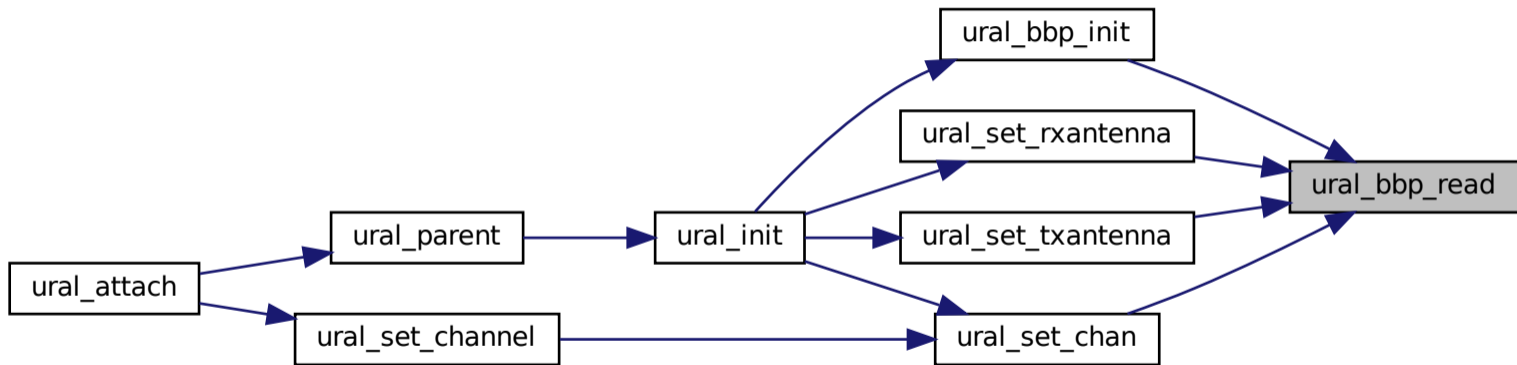 ural_bbp_init
ural_set_rxantenna
ural_bbp_read
ural_parent
ural_init
ural_set_txantenna
ural_attach
ural_set_channel
ural_set_chan